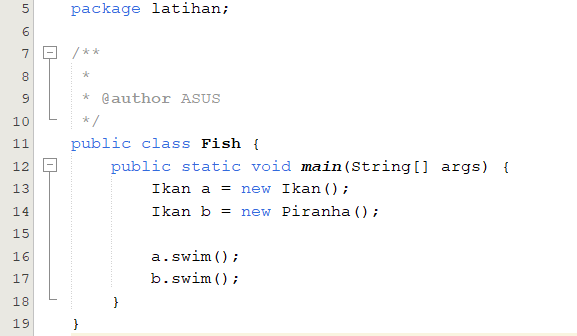 5 package latihan;
6
7 /**
8 *
9 * @author ASUS
10 */
11 public class Fish {
12 public static void main(String[] args) {
13 Ikan a = new Ikan();
14 Ikan b = new Piranha();
15
16 a.swim();
17 b.swim();
18 }
19 }